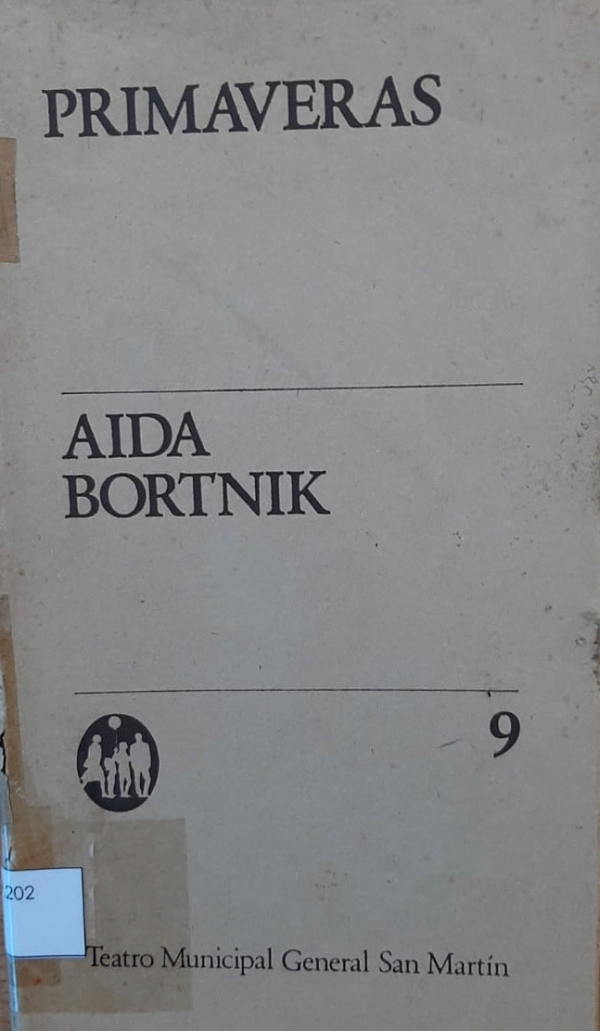 PRIMAVERAS
AIDA
BORTNIK
9
202
Teatro Municipal General San Martín